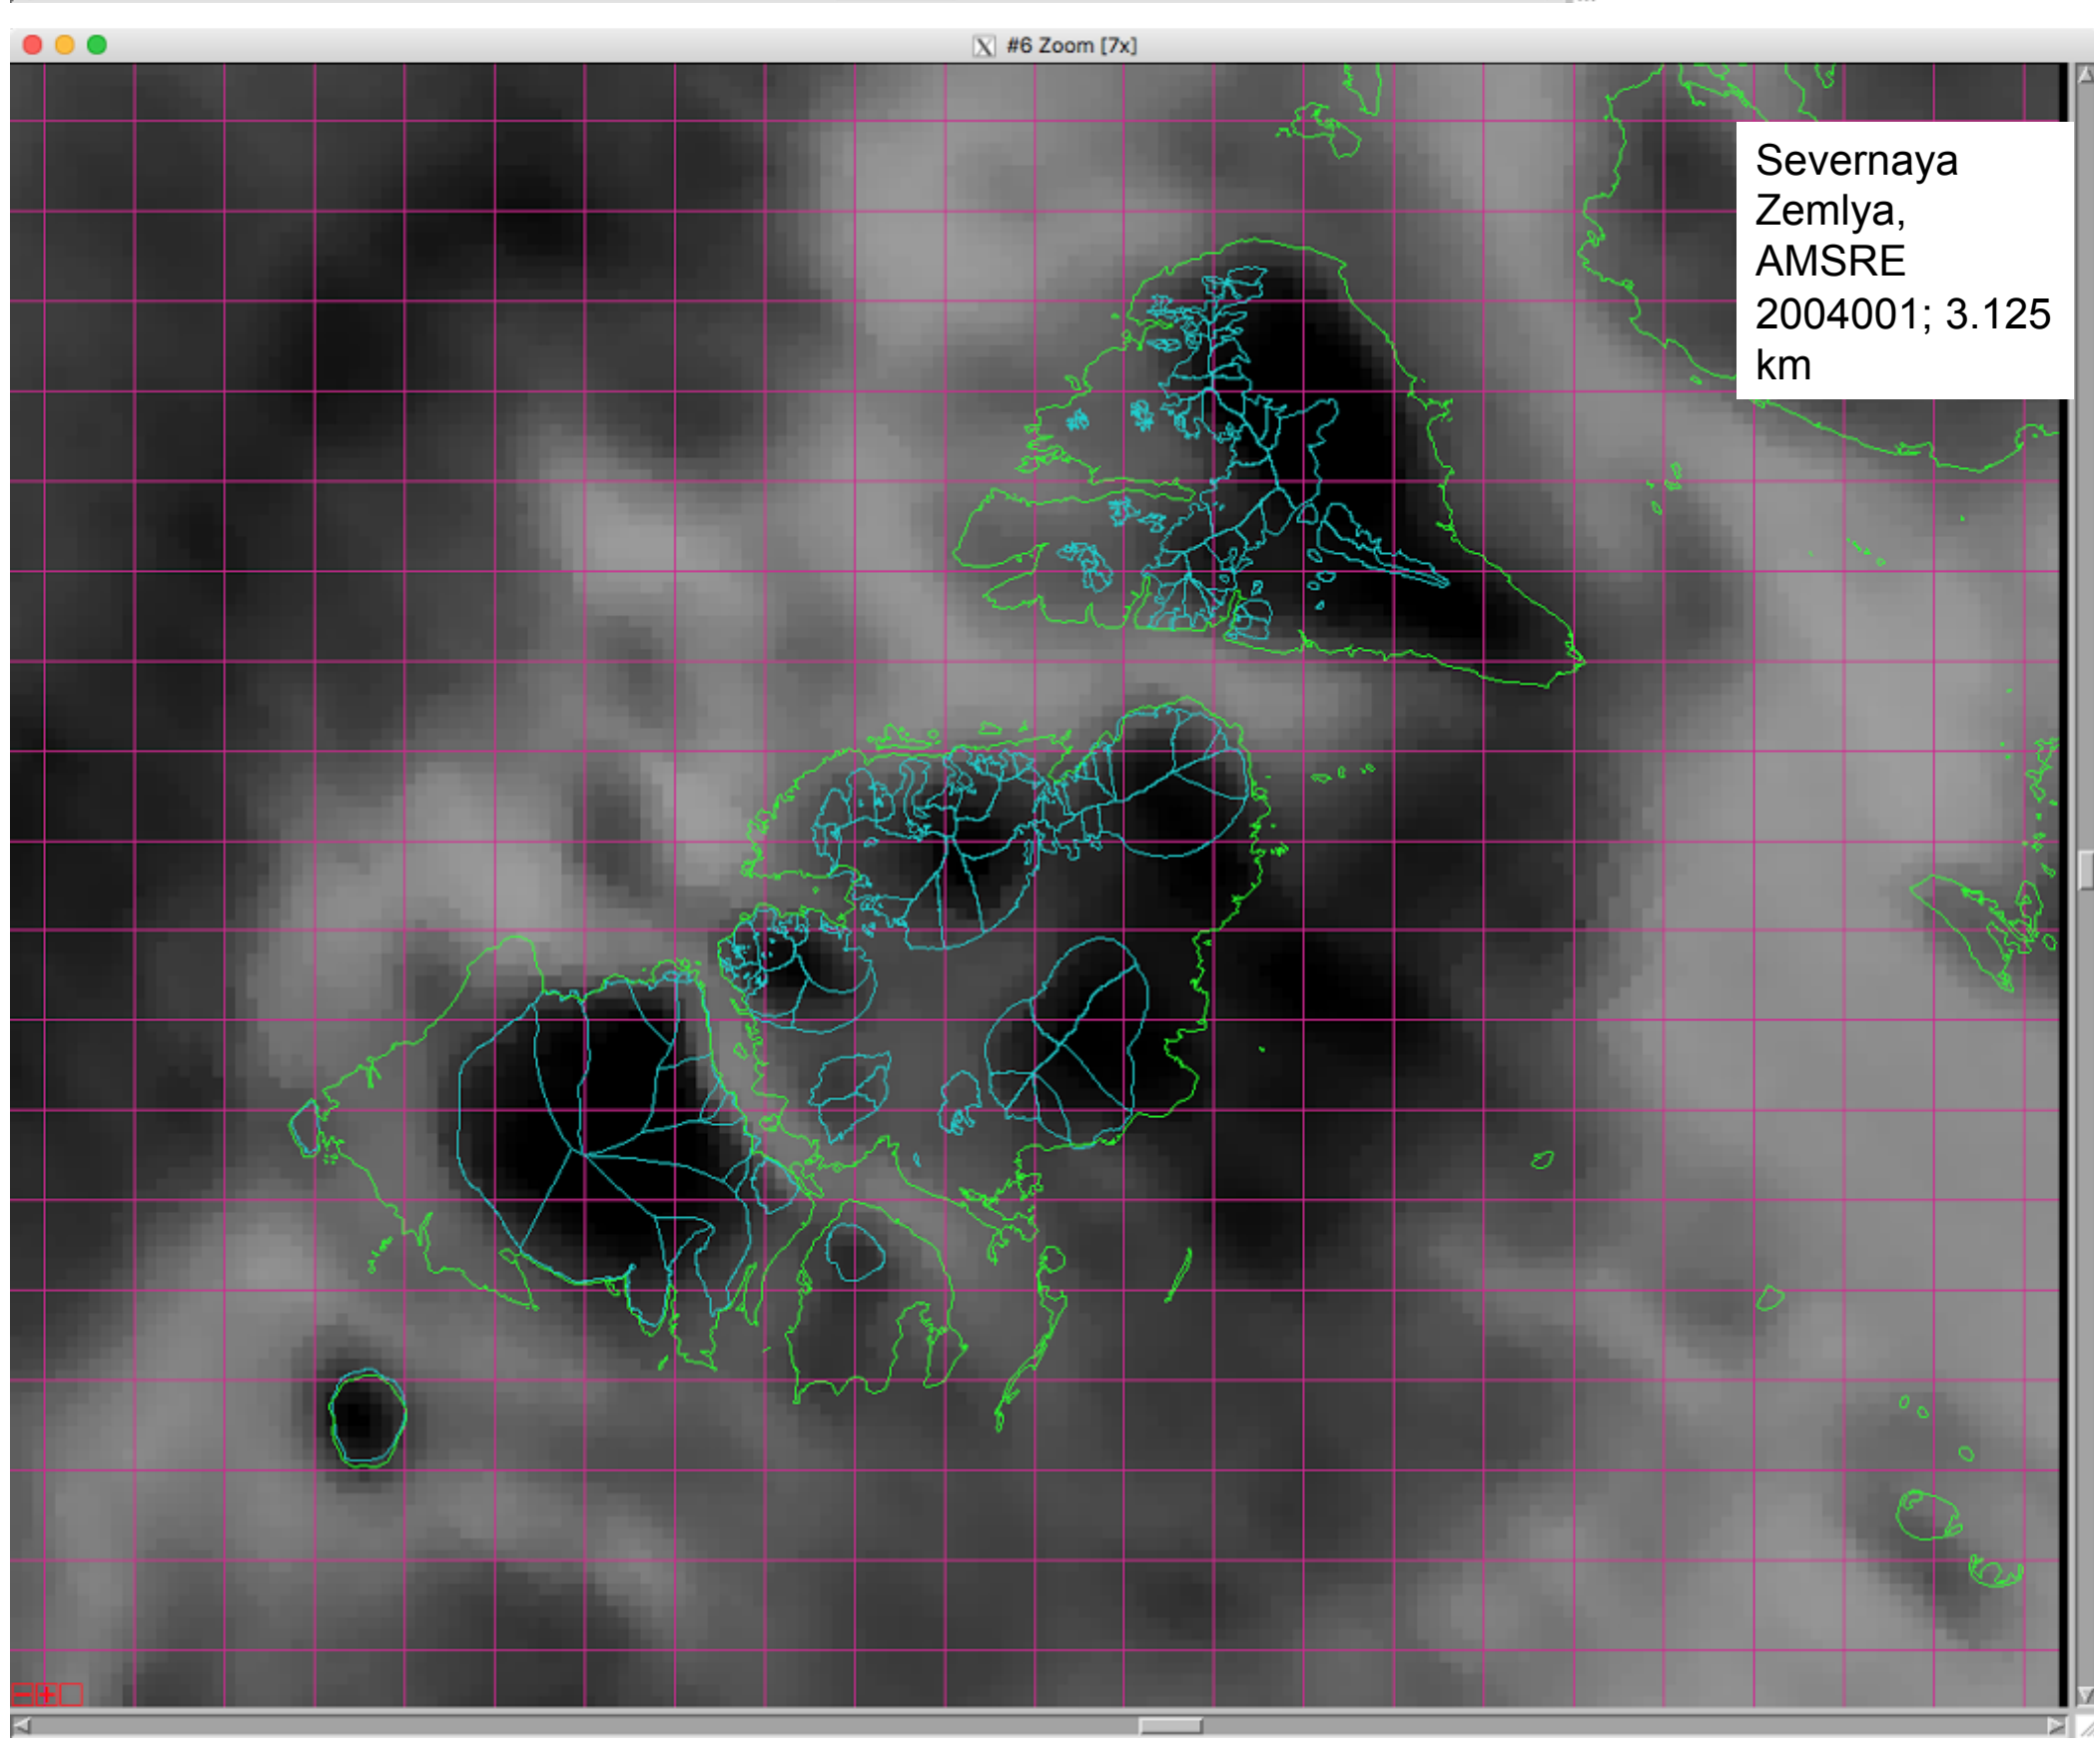 #6 Zoom [7x]
Severnaya
Zemlya,
AMSRE
2004001; 3.125
km